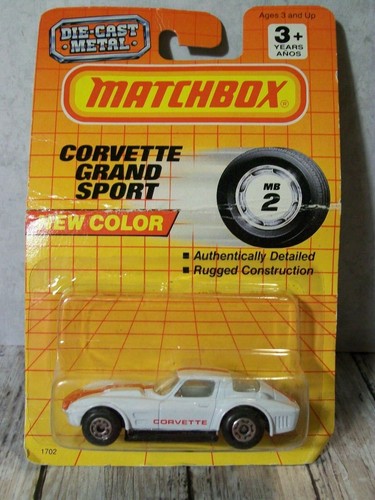 DIE-CAST
METAL
Ages 3 and Up
3+
YEARS
AÑOS
MATCHBOX®
CORVETTE
GRAND
SPORT
MB
2
NEW COLOR
■ Authentically Detailed
■ Rugged Construction
CORVETTE
1702